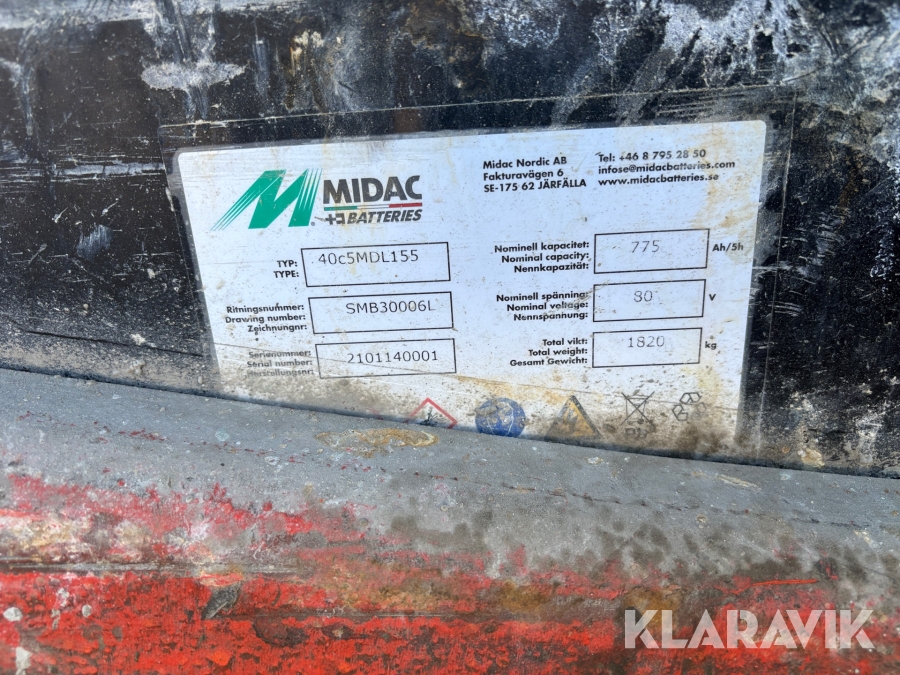 MIDAC
BATTERIES
Midac Nordic AB
Fakturavägen 6
SE-175 62 JÄRFÄLLA
Tel: +46 8 795 28 50
infose@midacbatteries.com
www.midacbatteries.se
TYP:
TYPE:
40c5MDL155
Ritningsnummer:
Drawing number:
Zeichnungnr:
SMB30006L
Serienummer:
Serial number:
Herstellungsnr:
2101140001
Nominell kapacitet:
Nominal capacity:
Nennkapazität:
775 Ah/5h
Nominell spänning:
Nominal voltage:
Nennspannung:
80 V
Total vikt:
Total weight:
Gesamt Gewicht:
1820 kg
KLARAVIK